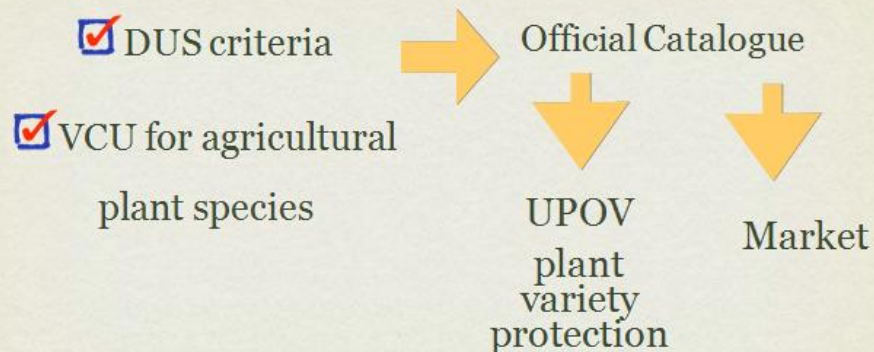 DUS criteria
VCU for agricultural
plant species
Official Catalogue
UPOV
plant
variety
protection
Market